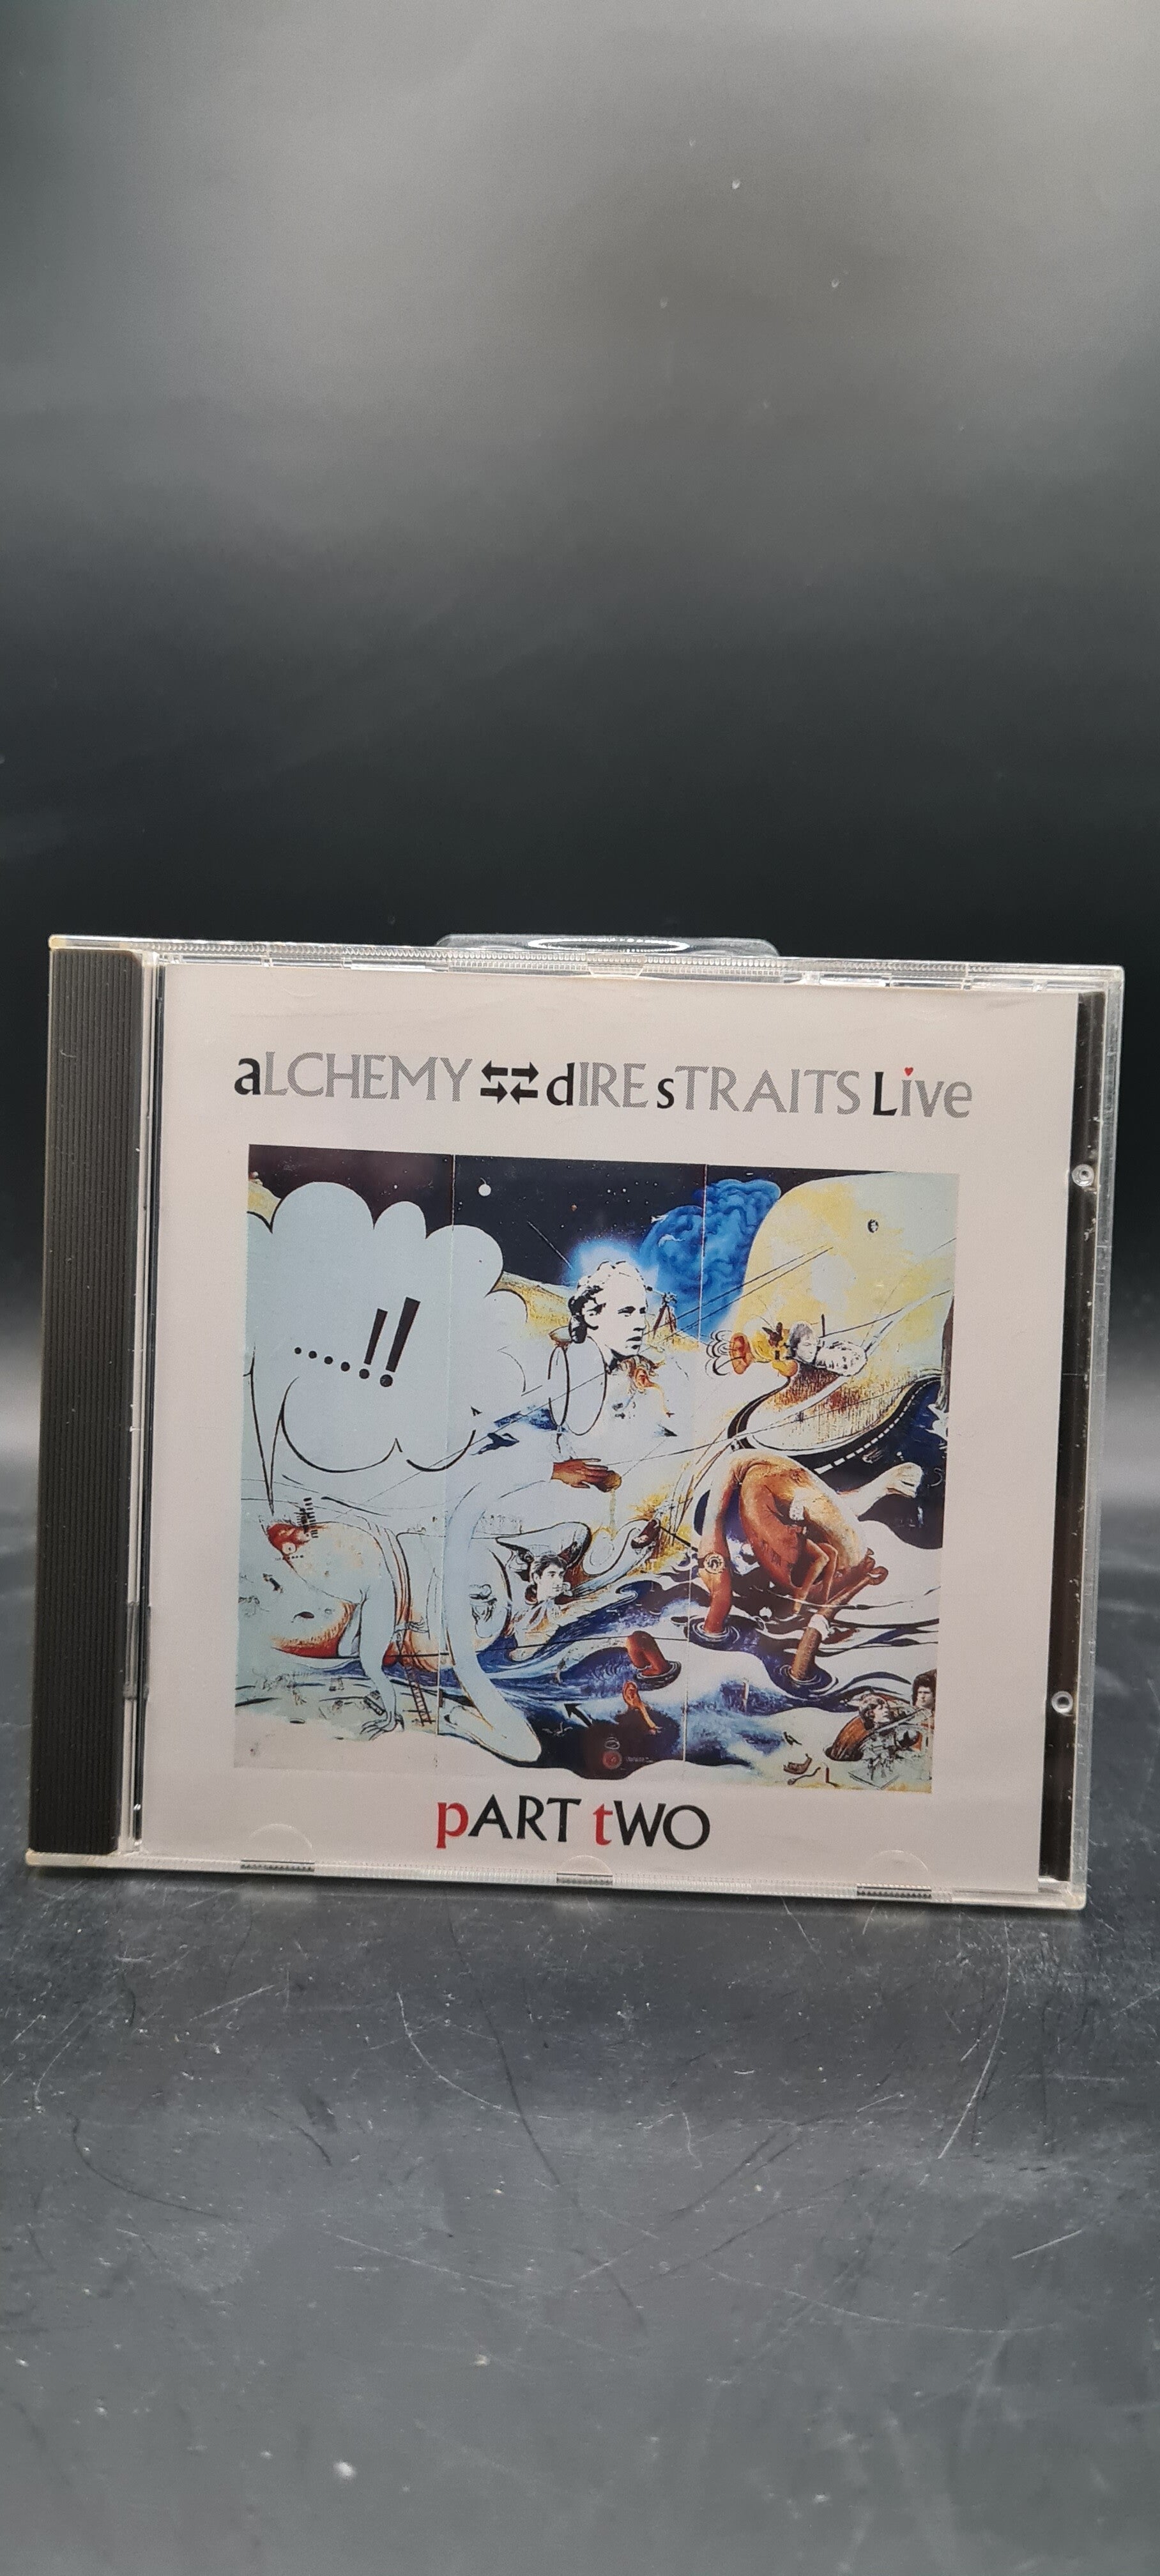 aLCHEMY ⇆⇄ dIRE sTRAITS Live
.....!!
pART tWO